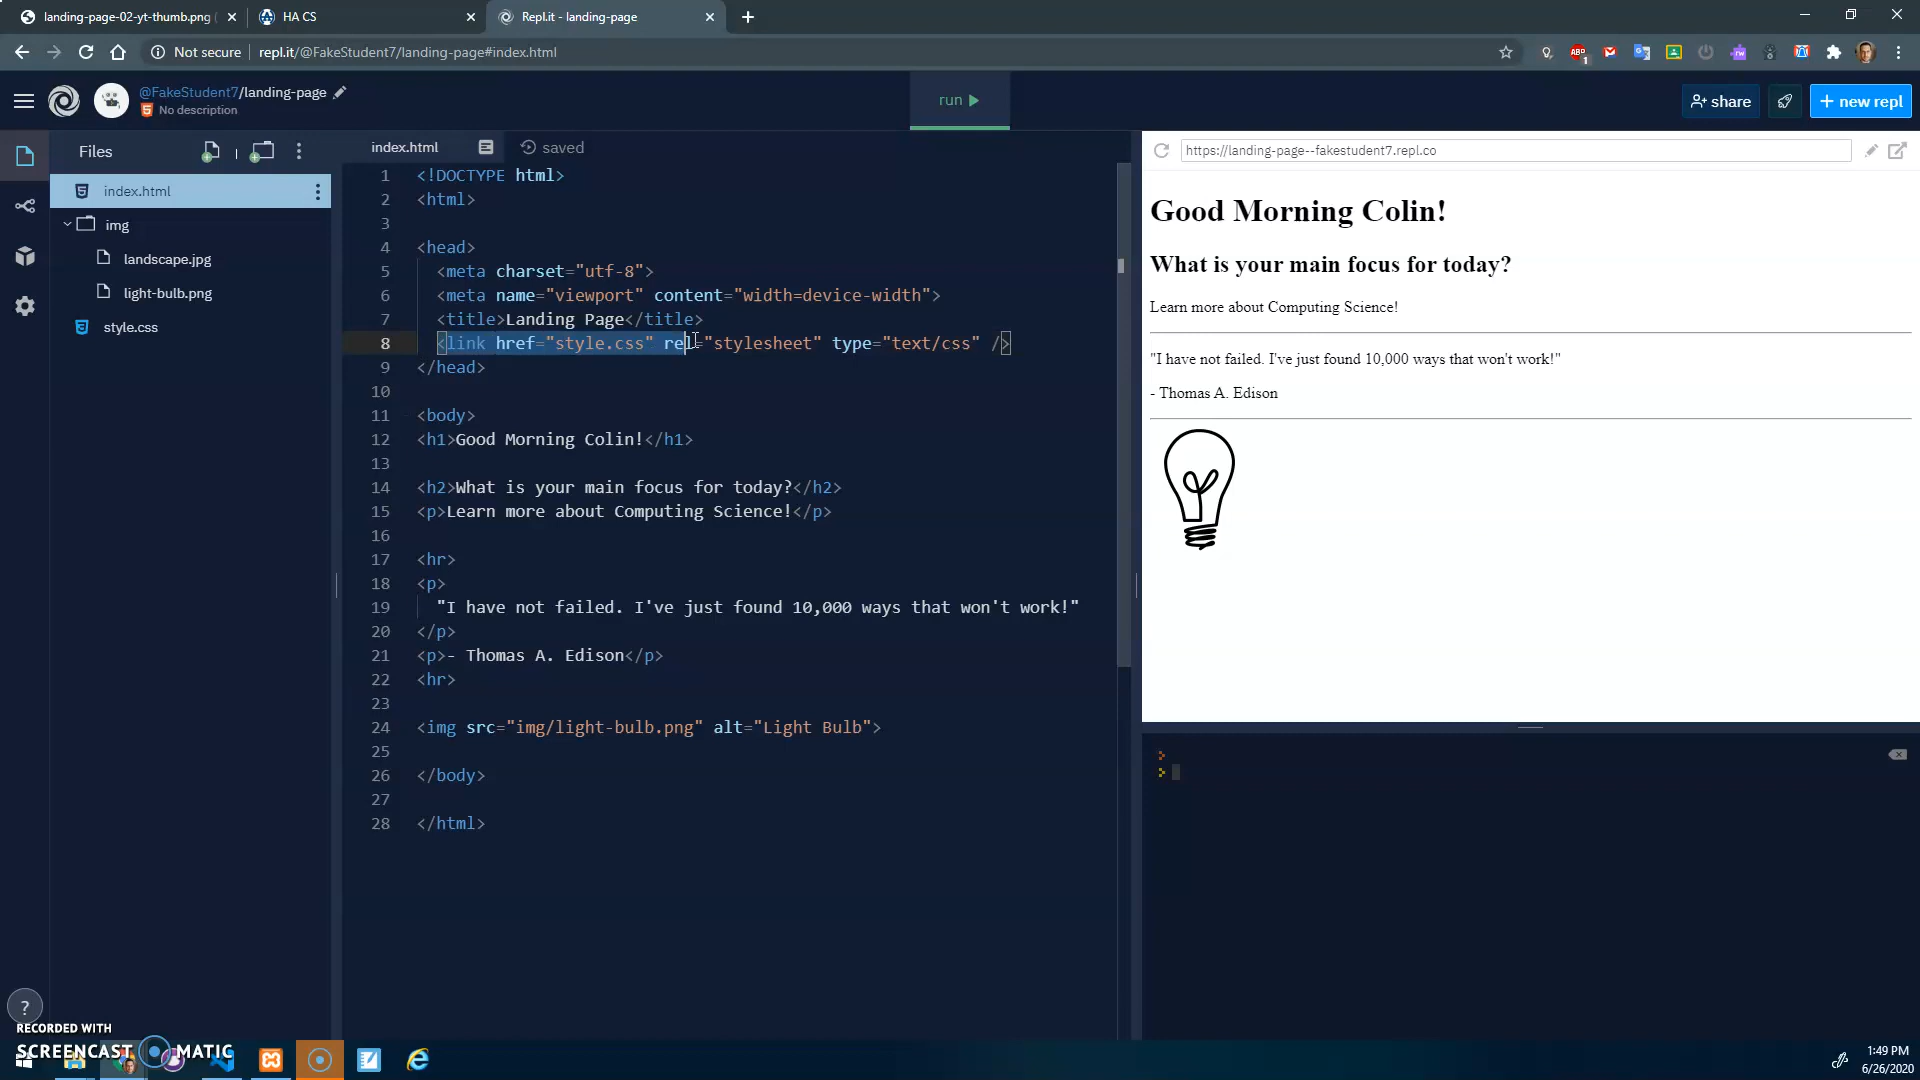 landing-page-02-yt-thumb.png (
HA CS
Repl.it - landing-page
Not secure
repl.it/@FakeStudent7/landing-page#index.html
ABP
1
rw
@FakeStudent7/landing-page
No description
run
share
+ new repl
Files
index.html
img
landscape.jpg
light-bulb.png
style.css
index.html
saved
1 <!DOCTYPE html>
2 <html>
3
4 <head>
5 <meta charset="utf-8">
6 <meta name="viewport" content="width=device-width">
7 <title>Landing Page</title>
8 <link href="style.css" rel="stylesheet" type="text/css" />
9 </head>
10
11 <body>
12 <h1>Good Morning Colin!</h1>
13
14 <h2>What is your main focus for today?</h2>
15 <p>Learn more about Computing Science!</p>
16
17 <hr>
18 <p>
19 "I have not failed. I've just found 10,000 ways that won't work!"
20 </p>
21 <p>- Thomas A. Edison</p>
22 <hr>
23
24 <img src="img/light-bulb.png" alt="Light Bulb">
25
26 </body>
27
28 </html>
https://landing-page--fakestudent7.repl.co
Good Morning Colin!
What is your main focus for today?
Learn more about Computing Science!
"I have not failed. I've just found 10,000 ways that won't work!"
- Thomas A. Edison
?
RECORDED WITH
SCREENCAST MATIC
1:49 PM
6/26/2020